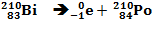 ²¹⁰₈₃Bi ➔ ⁰₋₁e + ²¹⁰₈₄Po